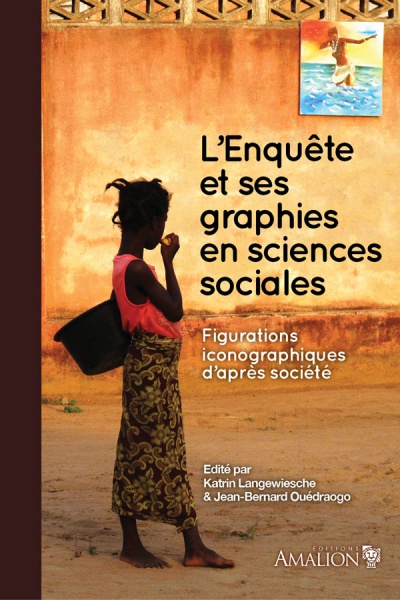 L'Enquête
et ses
graphies
en sciences
sociales
Figurations
iconographiques
d'après société
Edité par
Katrin Langewiesche
& Jean-Bernard Ouédraogo
ÉDITIONS
AMALION